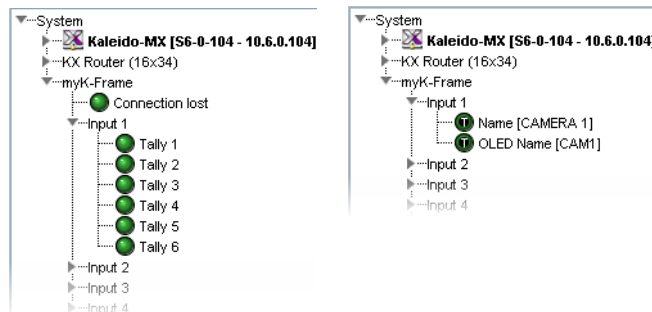 System
Kaleido-MX [S6-0-104 - 10.6.0.104]
KX Router (16x34)
myK-Frame
Connection lost
Input 1
Tally 1
Tally 2
Tally 3
Tally 4
Tally 5
Tally 6
Input 2
Input 3
Input 4
System
Kaleido-MX [S6-0-104 - 10.6.0.104
KX Router (16x34)
myK-Frame
Input 1
T Name [CAMERA 1]
T OLED Name [CAM1]
Input 2
Input 3
Input 4